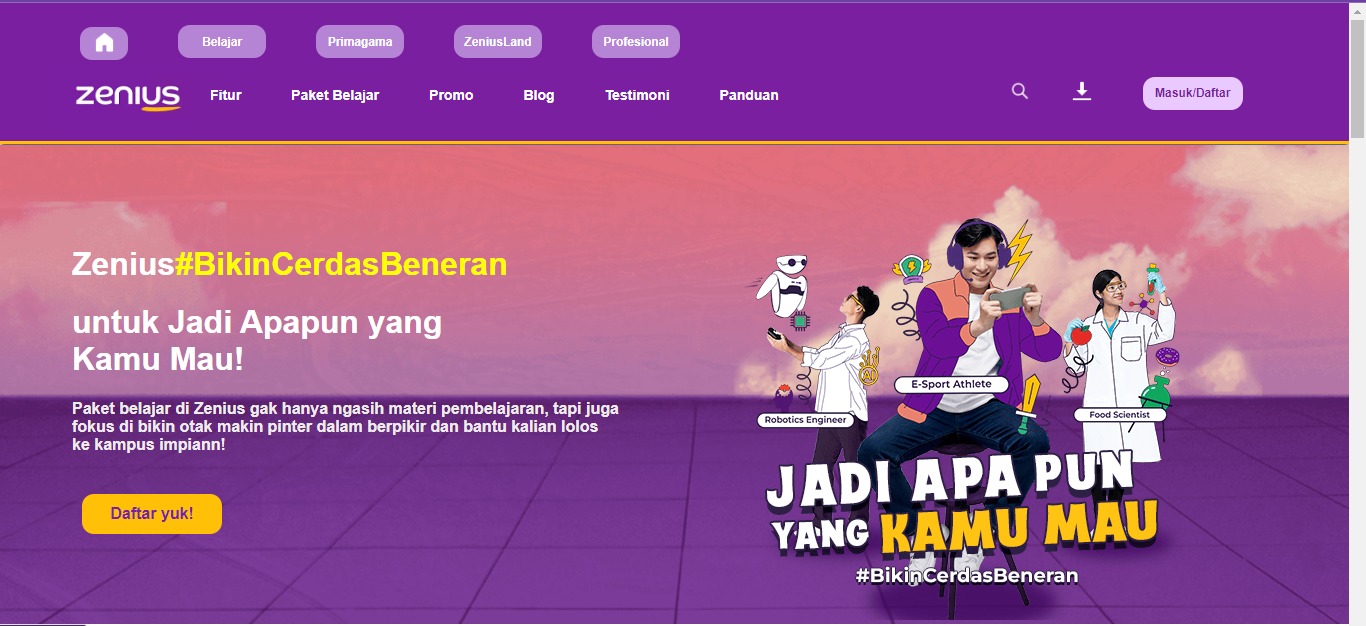 Belajar
Primagama
ZeniusLand
Profesional
zenius
Fitur
Paket Belajar
Promo
Blog
Testimoni
Panduan
Masuk/Daftar
Zenius#BikinCerdasBeneran
untuk Jadi Apapun yang
Kamu Mau!
Paket belajar di Zenius gak hanya ngasih materi pembelajaran, tapi juga
fokus di bikin otak makin pinter dalam berpikir dan bantu kalian lolos
ke kampus impiann!
Daftar yuk!
AI
E-Sport Athlete
Robotics Engineer
Food Scientist
JADI APA PUN
YANG KAMU MAU
#BikinCerdasBeneran